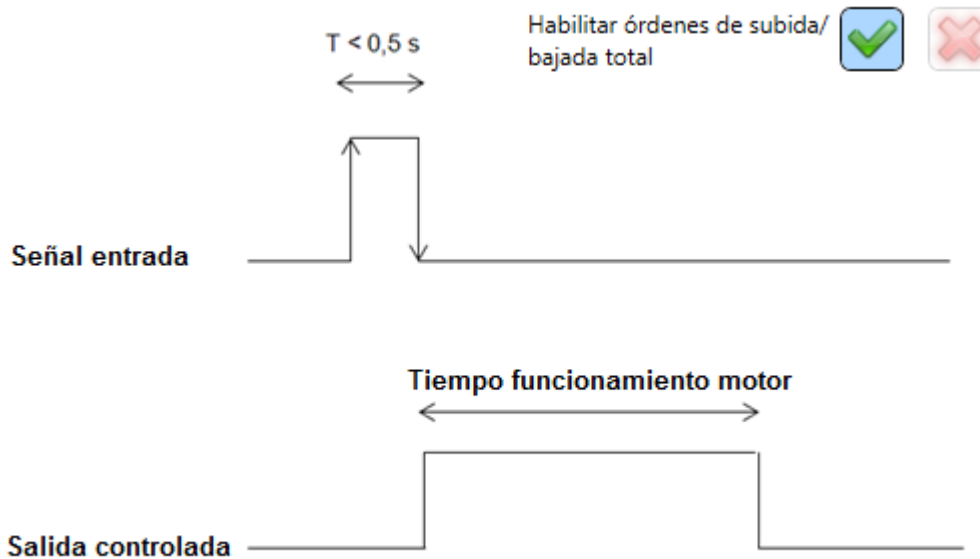 T < 0,5 s
Habilitar órdenes de subida/
bajada total
Señal entrada
Tiempo funcionamiento motor
Salida controlada